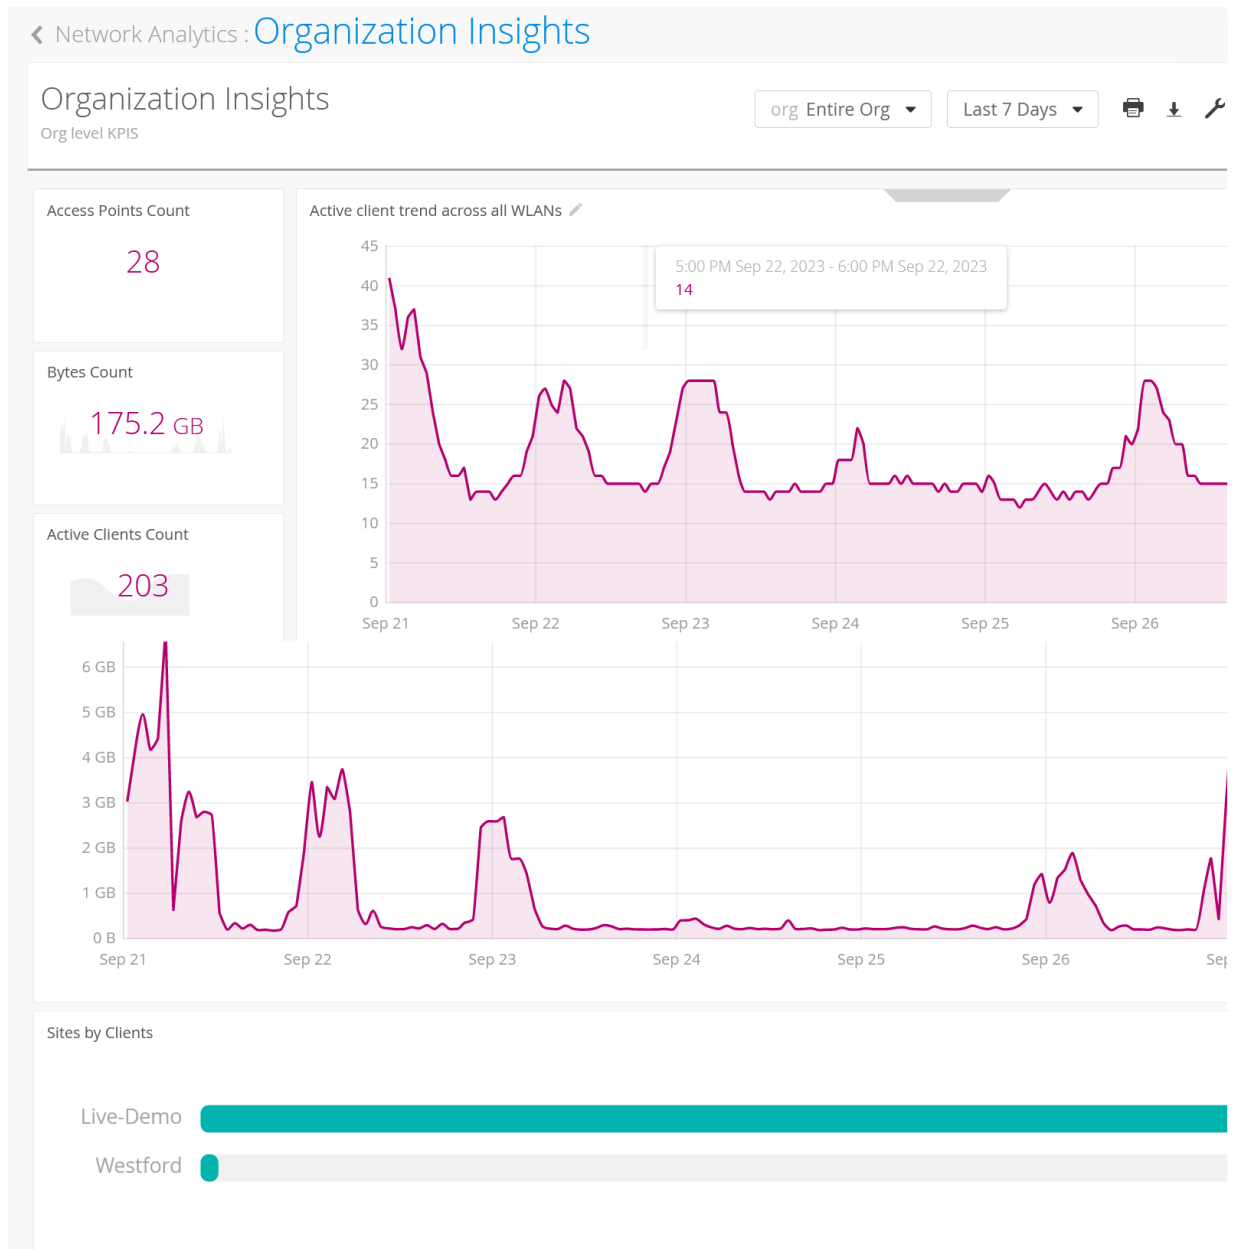 Network Analytics : Organization Insights
Organization Insights
Org level KPIS
org Entire Org
Last 7 Days
Access Points Count
28
Bytes Count
175.2 GB
Active Clients Count
203
Active client trend across all WLANs
5:00 PM Sep 22, 2023 - 6:00 PM Sep 22, 2023
14
45
40
35
30
25
20
15
10
5
0
Sep 21 Sep 22 Sep 23 Sep 24 Sep 25 Sep 26
6 GB
5 GB
4 GB
3 GB
2 GB
1 GB
0 B
Sep 21 Sep 22 Sep 23 Sep 24 Sep 25 Sep 26 Sep
Sites by Clients
Live-Demo
Westford